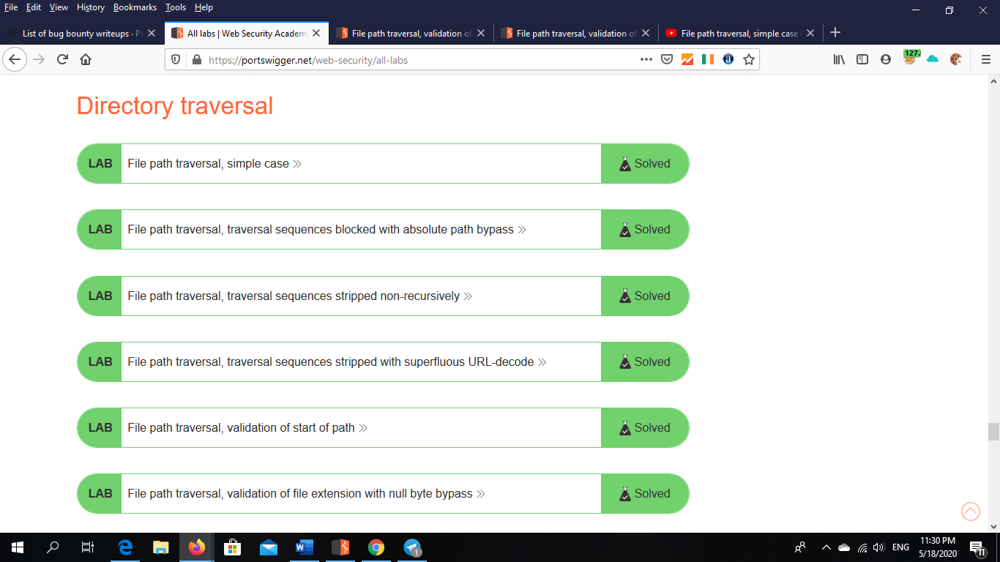 File Edit View History Bookmarks Tools Help
List of bug bounty writeups · Pe All labs | Web Security Academ File path traversal, validation of File path traversal, validation of File path traversal, simple case
https://portswigger.net/web-security/all-labs
127.
Directory traversal
LAB File path traversal, simple case Solved
LAB File path traversal, traversal sequences blocked with absolute path bypass Solved
LAB File path traversal, traversal sequences stripped non-recursively Solved
LAB File path traversal, traversal sequences stripped with superfluous URL-decode Solved
LAB File path traversal, validation of start of path Solved
LAB File path traversal, validation of file extension with null byte bypass Solved
11:30 PM
ENG
5/18/2020
1
11